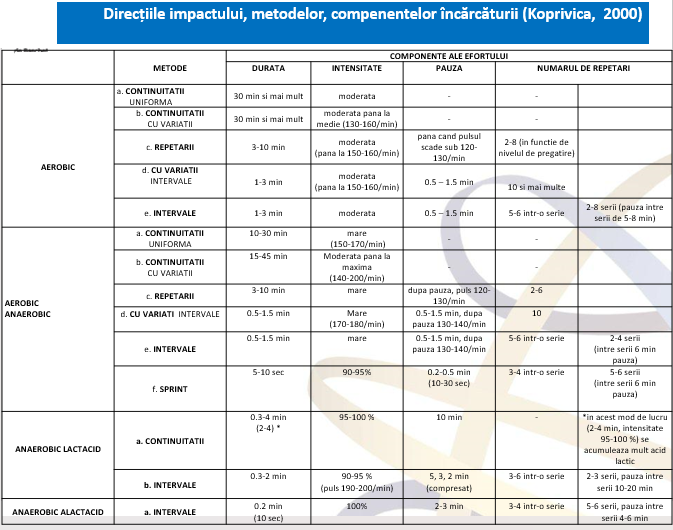 Direcțiile impactului, metodelor, compenentelor încărcăturii (Koprivica, 2000)
COMPONENTE ALE EFORTULUI
METODE DURATA INTENSITATE PAUZA NUMARUL DE REPETARI
AEROBIC
a. CONTINUITATII
UNIFORMA
30 min si mai mult moderata - -
b. CONTINUITATII
CU VARIATII
30 min si mai mult
moderata pana la
medie (130-160/min)
- -
c. REPETARII
3-10 min
moderata
(pana la 150-160/min)
pana cand pulsul
scade sub 120-
130/min
2-8 (in functie de
nivelul de pregatire)
d. CU VARIATII
INTERVALE
1-3 min
moderata
(pana la 150-160/min)
0.5 – 1.5 min
10 si mai multe
e. INTERVALE
1-3 min
moderata
0.5 – 1.5 min
5-6 intr-o serie
2-8 serii (pauza intre
serii de 5-8 min)
AEROBIC
ANAEROBIC
a. CONTINUITATII
UNIFORMA
10-30 min
mare
(150-170/min)
- -
b. CONTINUITATII
CU VARIATII
15-45 min
Moderata pana la
maxima
(140-200/min)
- -
c. REPETARII
3-10 min
mare
dupa pauza, puls 120-
130/min
2-6
d. CU VARIATI INTERVALE
0.5-1.5 min
Mare
(170-180/min)
0.5-1.5 min, dupa
pauza 130-140/min
10
e. INTERVALE
0.5-1.5 min
mare
0.5-1.5 min, dupa
pauza 130-140/min
5-6 intr-o serie
2-4 serii
(intre serii 6 min
pauza)
f. SPRINT
5-10 sec
90-95%
0.2-0.5 min
(10-30 sec)
3-4 intr-o serie
5-6 serii
(intre serii 6 min
pauza)
ANAEROBIC LACTACID
a. CONTINUITATII
0.3-4 min
(2-4) *
95-100 %
10 min
-
*in acest mod de lucru
(2-4 min, intensitate
95-100 %) se
acumuleaza mult acid
lactic
b. INTERVALE
0.3-2 min
90-95 %
(puls 190-200/min)
5, 3, 2 min
(compresat)
3-6 intr-o serie
2-3 serii, pauza intre
serii 10-20 min
ANAEROBIC ALACTACID
a. INTERVALE
0.2 min
(10 sec)
100%
2-3 min
3-4 intr-o serie
5-6 serii, pauza intre
serii 4-6 min